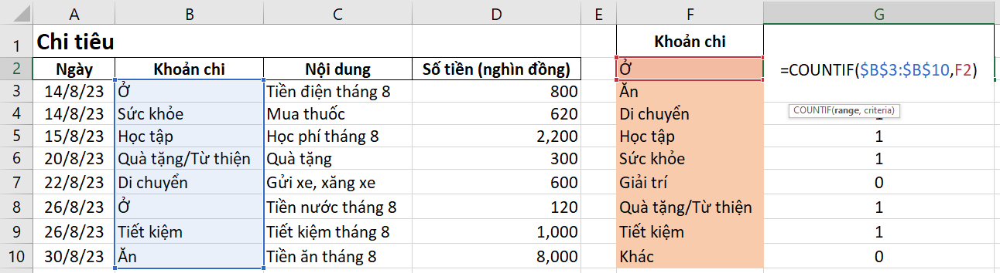 A B C D E F G
1 Chi tiêu Khoản chi
2 Ngày Khoản chi Nội dung Số tiền (nghìn đồng) Ở =COUNTIF($B$3:$B$10,F2)
3 14/8/23 Ở Tiền điện tháng 8 800 Ăn
4 14/8/23 Sức khỏe Mua thuốc 620 Di chuyển COUNTIF(range, criteria)
5 15/8/23 Học tập Học phí tháng 8 2,200 Học tập 1
6 20/8/23 Quà tặng/Từ thiện Quà tặng 300 Sức khỏe 1
7 22/8/23 Di chuyển Gửi xe, xăng xe 600 Giải trí 0
8 26/8/23 Ở Tiền nước tháng 8 120 Quà tặng/Từ thiện 1
9 26/8/23 Tiết kiệm Tiết kiệm tháng 8 1,000 Tiết kiệm 1
10 30/8/23 Ăn Tiền ăn tháng 8 8,000 Khác 0